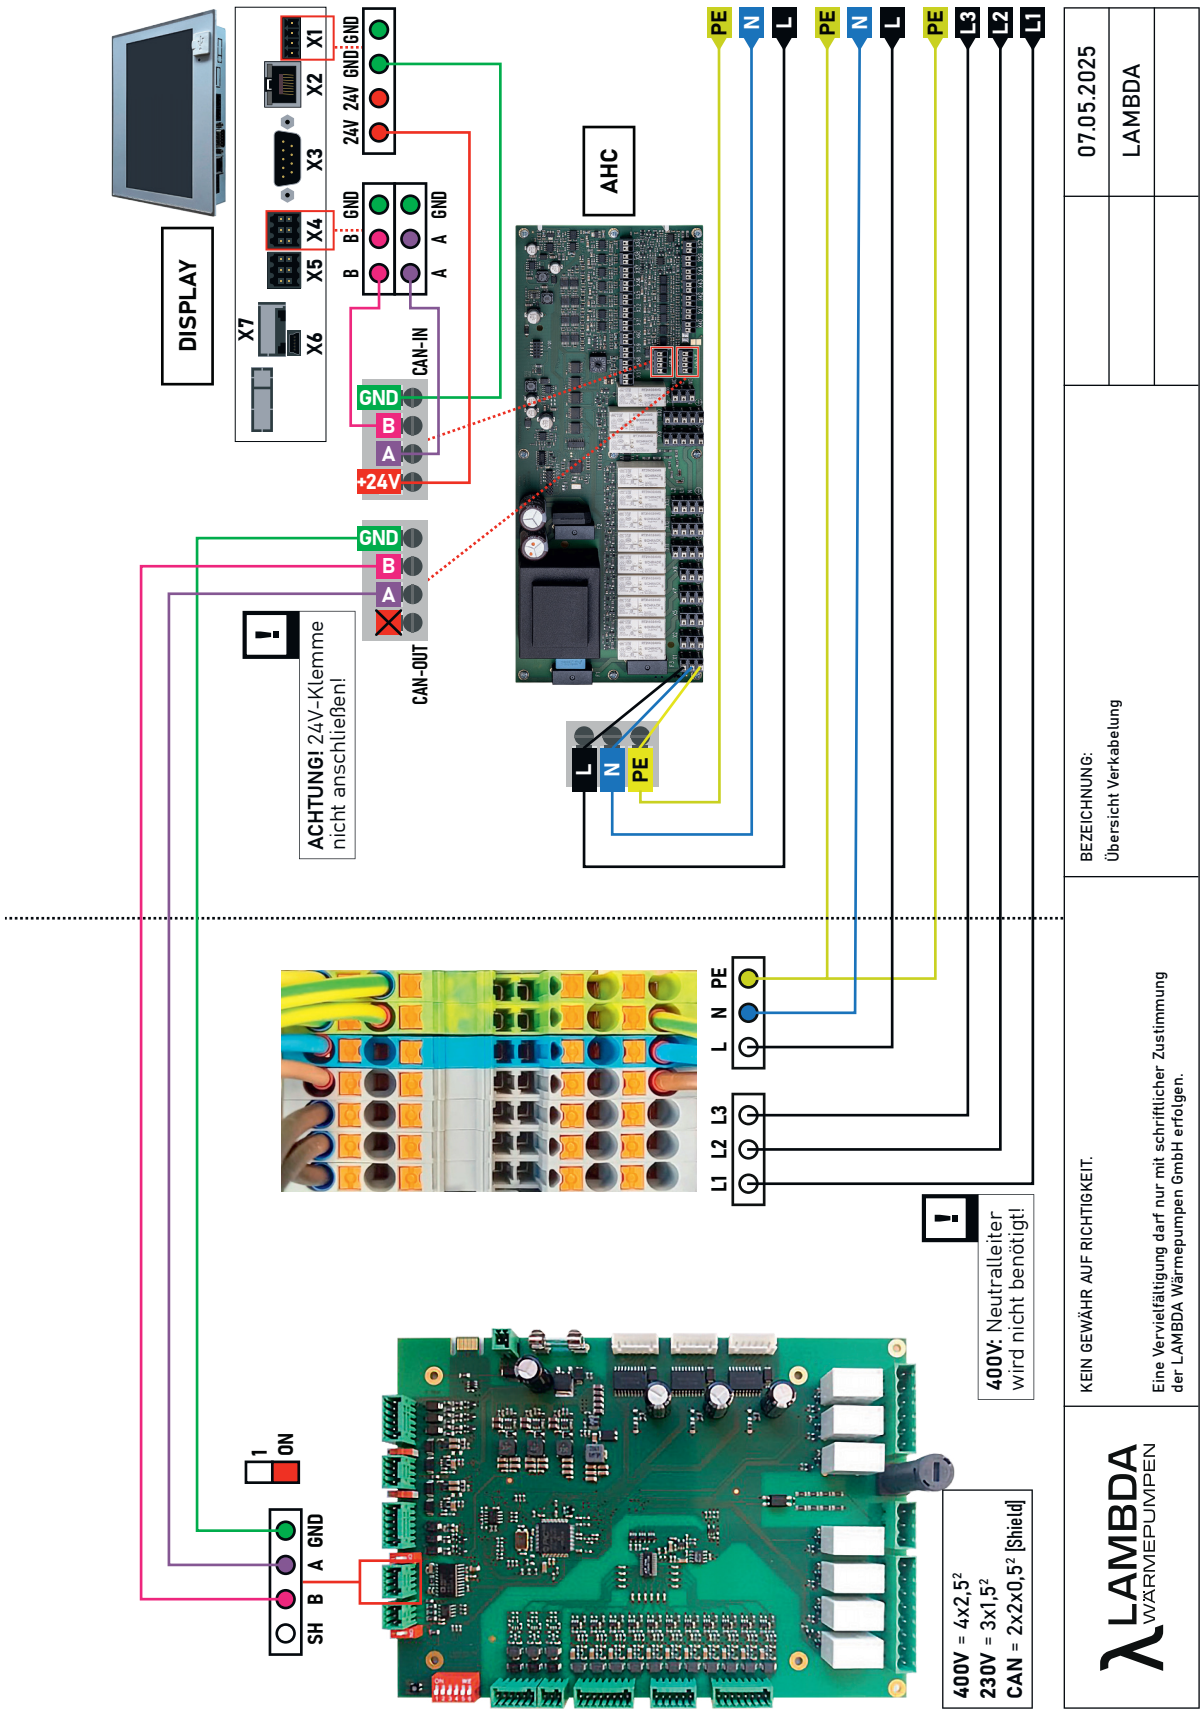 DISPLAY
X7
X6
X5
X4
X3
X2
X1
24V
24V
GND
GND
B
B
GND
A
A
GND
+24V
A
B
GND
CAN-IN
A
B
GND
CAN-OUT
!
ACHTUNG! 24V-Klemme
nicht anschließen!
AHC
L
N
PE
PE
N
L
PE
N
L
PE
L3
L2
L1
L1
L2
L3
L
N
PE
SH
B
A
GND
1
ON
!
400V: Neutralleiter
wird nicht benötigt!
400V = 4x2,5²
230V = 3x1,5²
CAN = 2x2x0,5² [Shield]
λ LAMBDA
WÄRMEPUMPEN
KEIN GEWÄHR AUF RICHTIGKEIT.
Eine Vervielfältigung darf nur mit schriftlicher Zustimmung
der LAMBDA Wärmepumpen GmbH erfolgen.
BEZEICHNUNG:
Übersicht Verkabelung
07.05.2025
LAMBDA